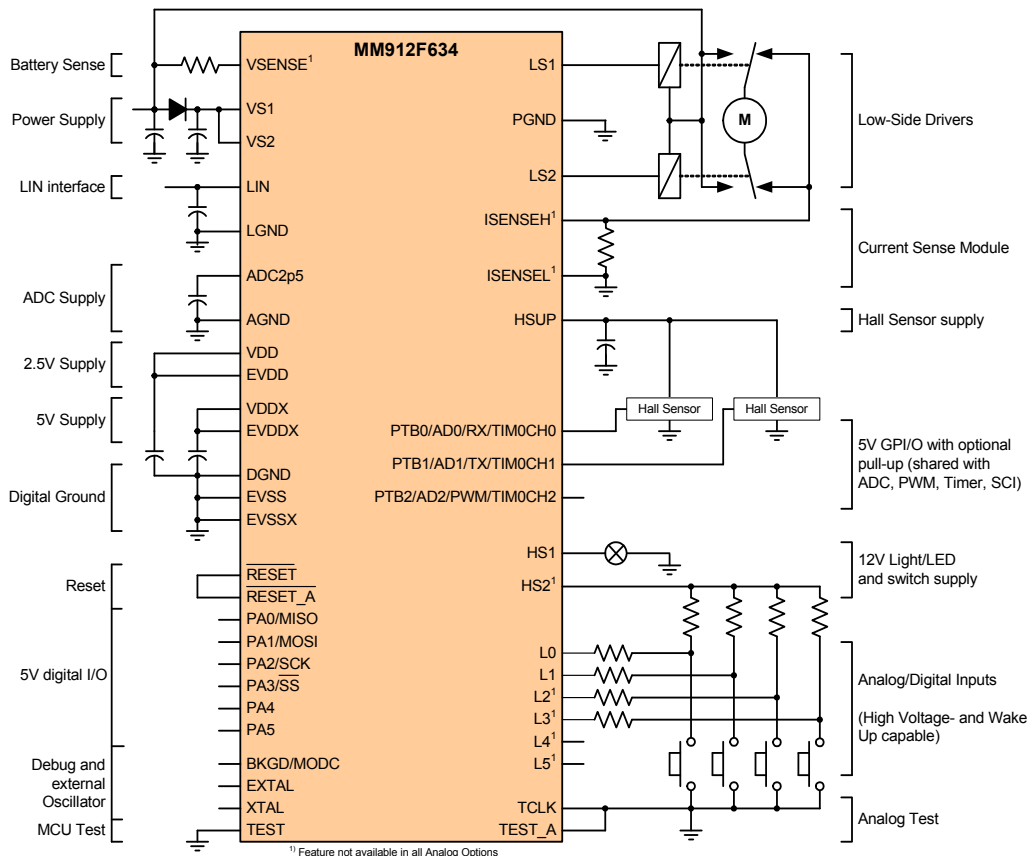 MM912F634
Battery Sense
Power Supply
LIN interface
ADC Supply
2.5V Supply
5V Supply
Digital Ground
Reset
5V digital I/O
Debug and
external
Oscillator
MCU Test
VSENSE¹
VS1
VS2
LIN
LGND
ADC2p5
AGND
VDD
EVDD
VDDX
EVDDX
DGND
EVSS
EVSSX
RESET
RESET_A
PA0/MISO
PA1/MOSI
PA2/SCK
PA3/SS
PA4
PA5
BKGD/MODC
EXTAL
XTAL
TEST
LS1
PGND
LS2
ISENSEH¹
ISENSEL¹
HSUP
PTB0/AD0/RX/TIM0CH0
PTB1/AD1/TX/TIM0CH1
PTB2/AD2/PWM/TIM0CH2
HS1
HS2¹
L0
L1
L2¹
L3¹
L4¹
L5¹
TCLK
TEST_A
M
Hall Sensor
Hall Sensor
Low-Side Drivers
Current Sense Module
Hall Sensor supply
5V GPI/O with optional
pull-up (shared with
ADC, PWM, Timer, SCI)
12V Light/LED
and switch supply
Analog/Digital Inputs
(High Voltage- and Wake
Up capable)
Analog Test
¹⁾ Feature not available in all Analog Options